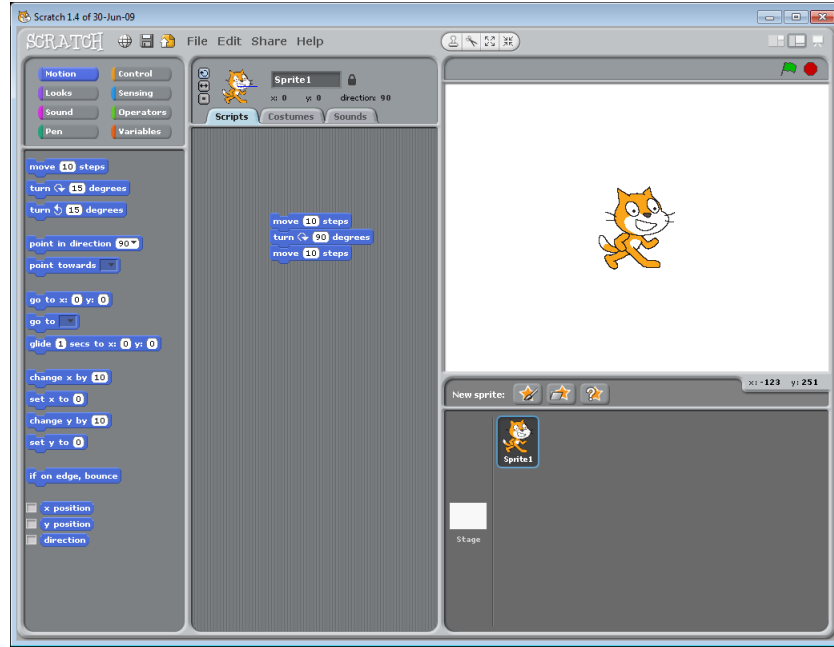 Scratch 1.4 of 30-Jun-09
SCRATCH File Edit Share Help
Motion Control
Looks Sensing
Sound Operators
Pen Variables
move 10 steps
turn 15 degrees
turn 15 degrees
point in direction 90
point towards
go to x: 0 y: 0
go to
glide 1 secs to x: 0 y: 0
change x by 10
set x to 0
change y by 10
set y to 0
if on edge, bounce
x position
y position
direction
Sprite1
x: 0 y: 0 direction: 90
Scripts Costumes Sounds
move 10 steps
turn 90 degrees
move 10 steps
x: -123 y: 251
New sprite:
Sprite1
Stage